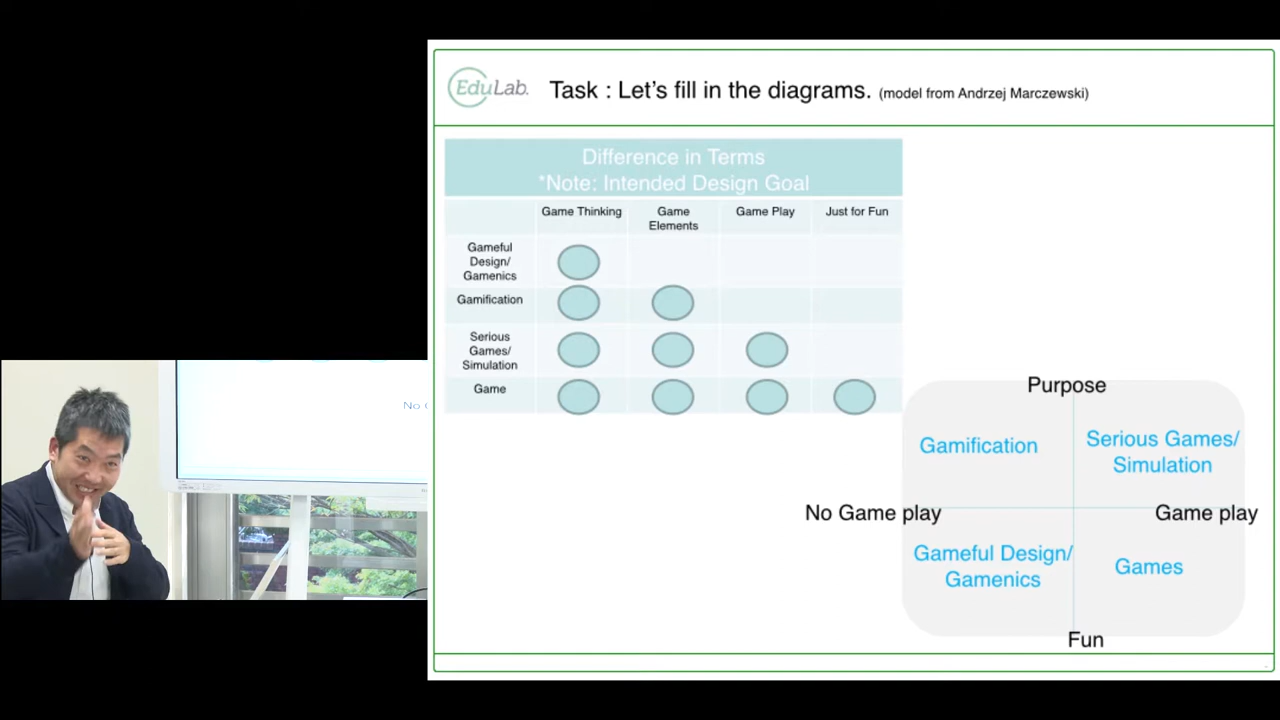 EduLab.
Task : Let's fill in the diagrams. (model from Andrzej Marczewski)
Difference in Terms
*Note: Intended Design Goal
Game Thinking
Game
Elements
Game Play
Just for Fun
Gameful
Design/
Gamenics
Gamification
Serious
Games/
Simulation
Game
Purpose
Gamification
Serious Games/
Simulation
No Game play
Game play
Gameful Design/
Gamenics
Games
Fun
No